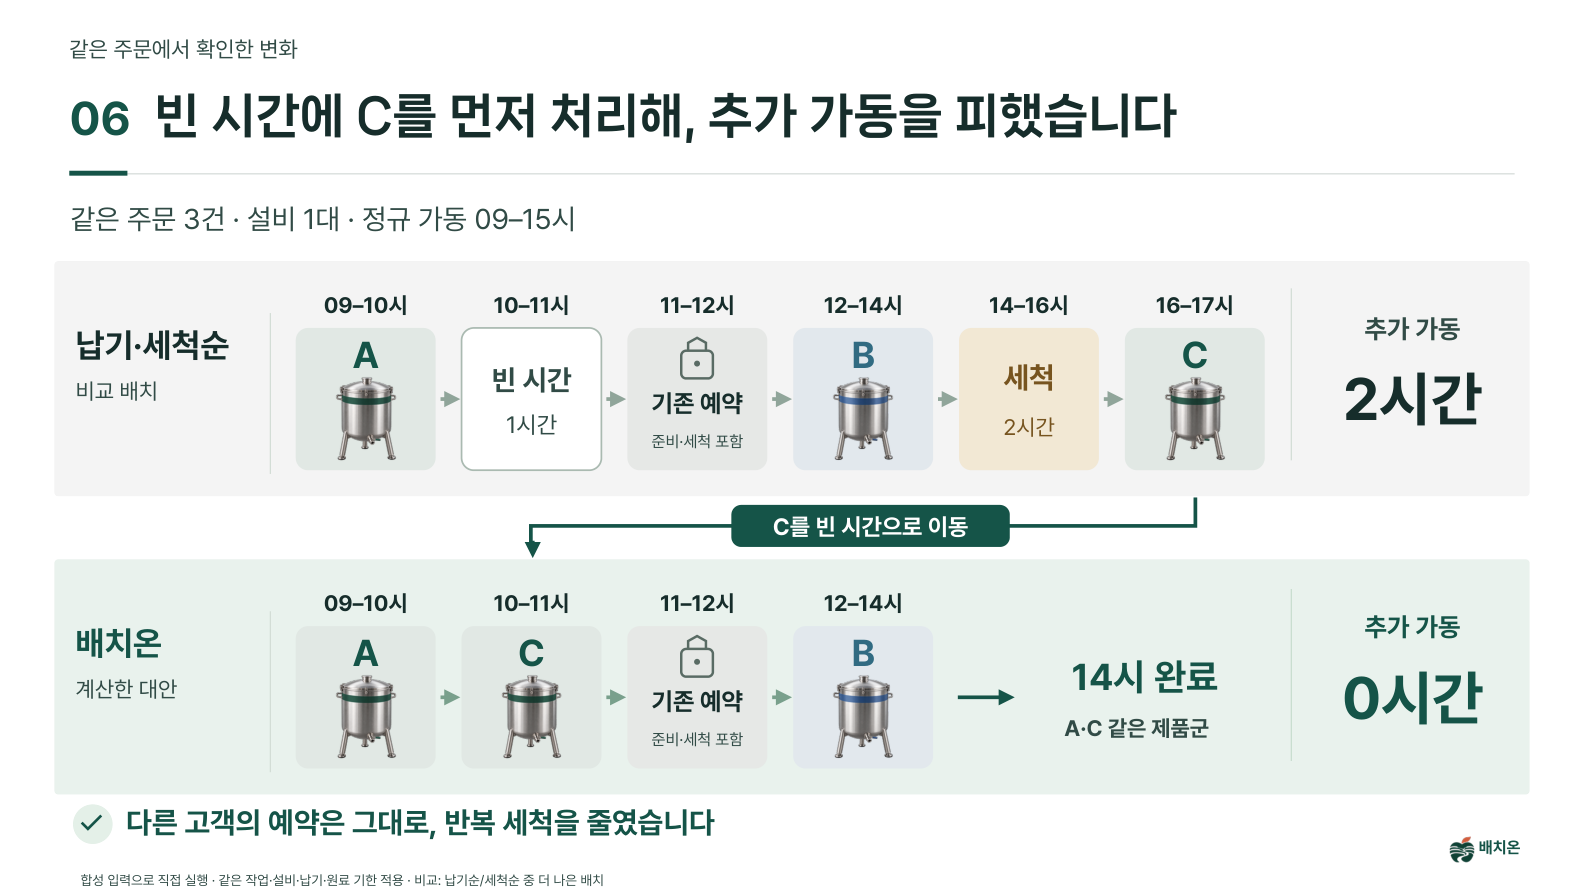 같은 주문에서 확인한 변화
06 빈 시간에 C를 먼저 처리해, 추가 가동을 피했습니다
같은 주문 3건 · 설비 1대 · 정규 가동 09–15시
납기·세척순
비교 배치
09–10시
A
10–11시
빈 시간
1시간
11–12시
기존 예약
준비·세척 포함
12–14시
B
14–16시
세척
2시간
16–17시
C
추가 가동
2시간
C를 빈 시간으로 이동
배치온
계산한 대안
09–10시
A
10–11시
C
11–12시
기존 예약
준비·세척 포함
12–14시
B
14시 완료
A·C 같은 제품군
추가 가동
0시간
다른 고객의 예약은 그대로, 반복 세척을 줄였습니다
배치온
합성 입력으로 직접 실행 · 같은 작업·설비·납기·원료 기한 적용 · 비교: 납기순/세척순 중 더 나은 배치